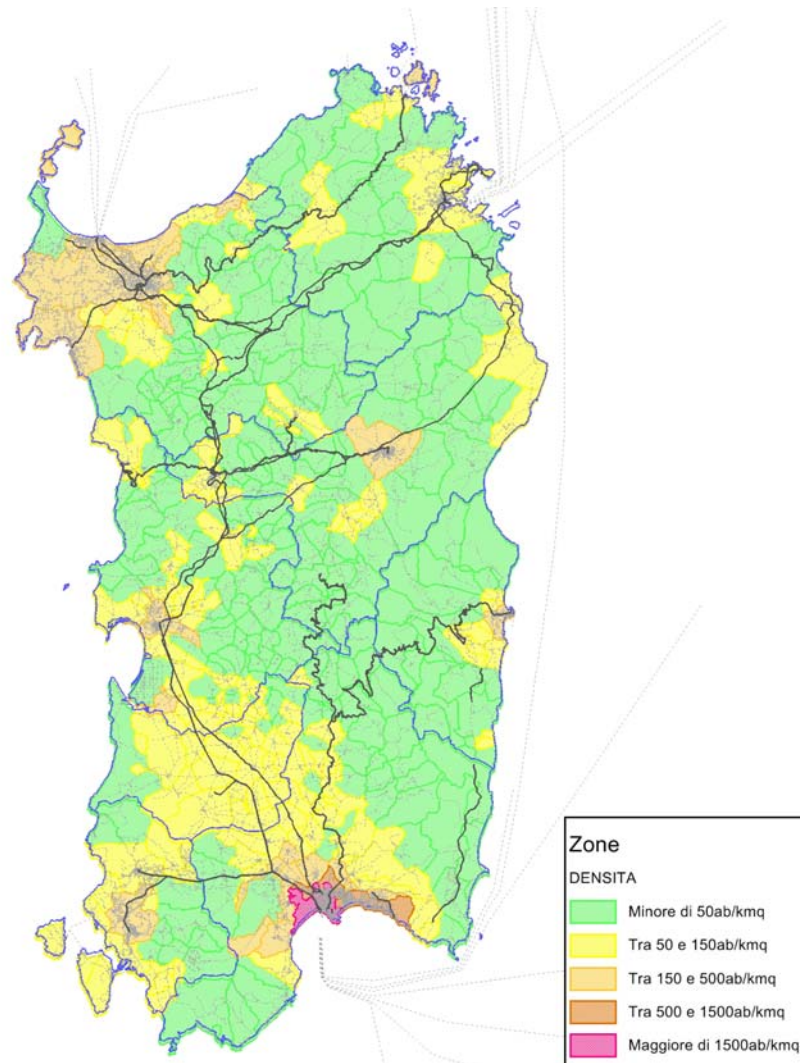 Zone
DENSITA
Minore di 50ab/kmq
Tra 50 e 150ab/kmq
Tra 150 e 500ab/kmq
Tra 500 e 1500ab/kmq
Maggiore di 1500ab/kmq